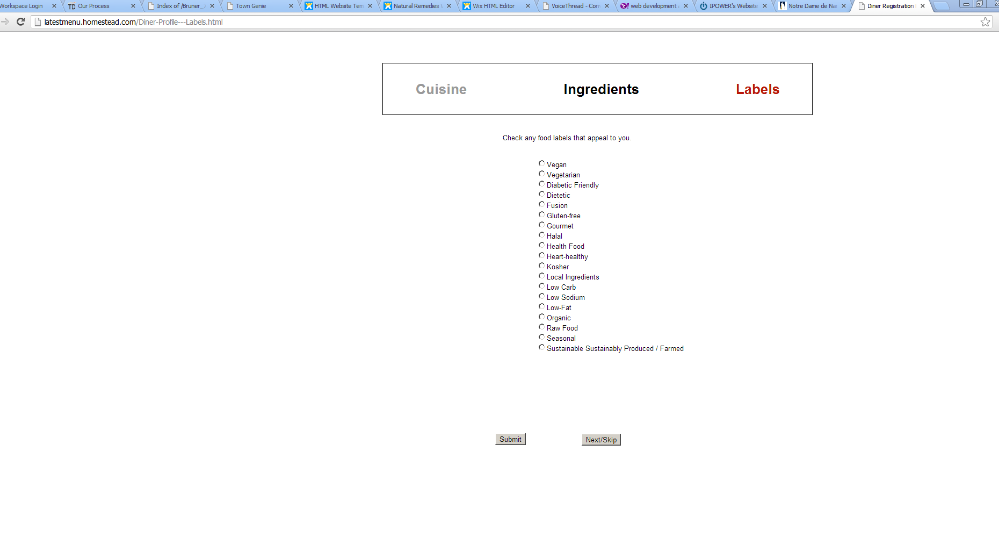 Workspace Login
Our Process
Index of /Bruner_
Town Genie
HTML Website Tem
Natural Remedies
Wix HTML Editor
VoiceThread - Con
web development
IPOWER's Website
Notre Dame de Na
Diner Registration
latestmenu.homestead.com/Diner-Profile---Labels.html
Cuisine Ingredients Labels
Check any food labels that appeal to you.
Vegan
Vegetarian
Diabetic Friendly
Dietetic
Fusion
Gluten-free
Gourmet
Halal
Health Food
Heart-healthy
Kosher
Local Ingredients
Low Carb
Low Sodium
Low-Fat
Organic
Raw Food
Seasonal
Sustainable Sustainably Produced / Farmed
Submit Next/Skip